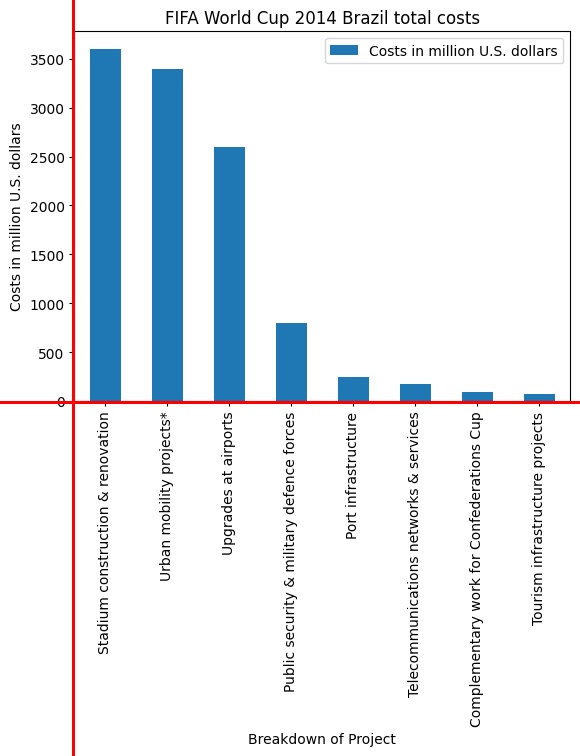 FIFA World Cup 2014 Brazil total costs
Costs in million U.S. dollars
Costs in million U.S. dollars
3500
3000
2500
2000
1500
1000
500
0
Stadium construction & renovation
Urban mobility projects*
Upgrades at airports
Public security & military defence forces
Port infrastructure
Telecommunications networks & services
Complementary work for Confederations Cup
Tourism infrastructure projects
Breakdown of Project